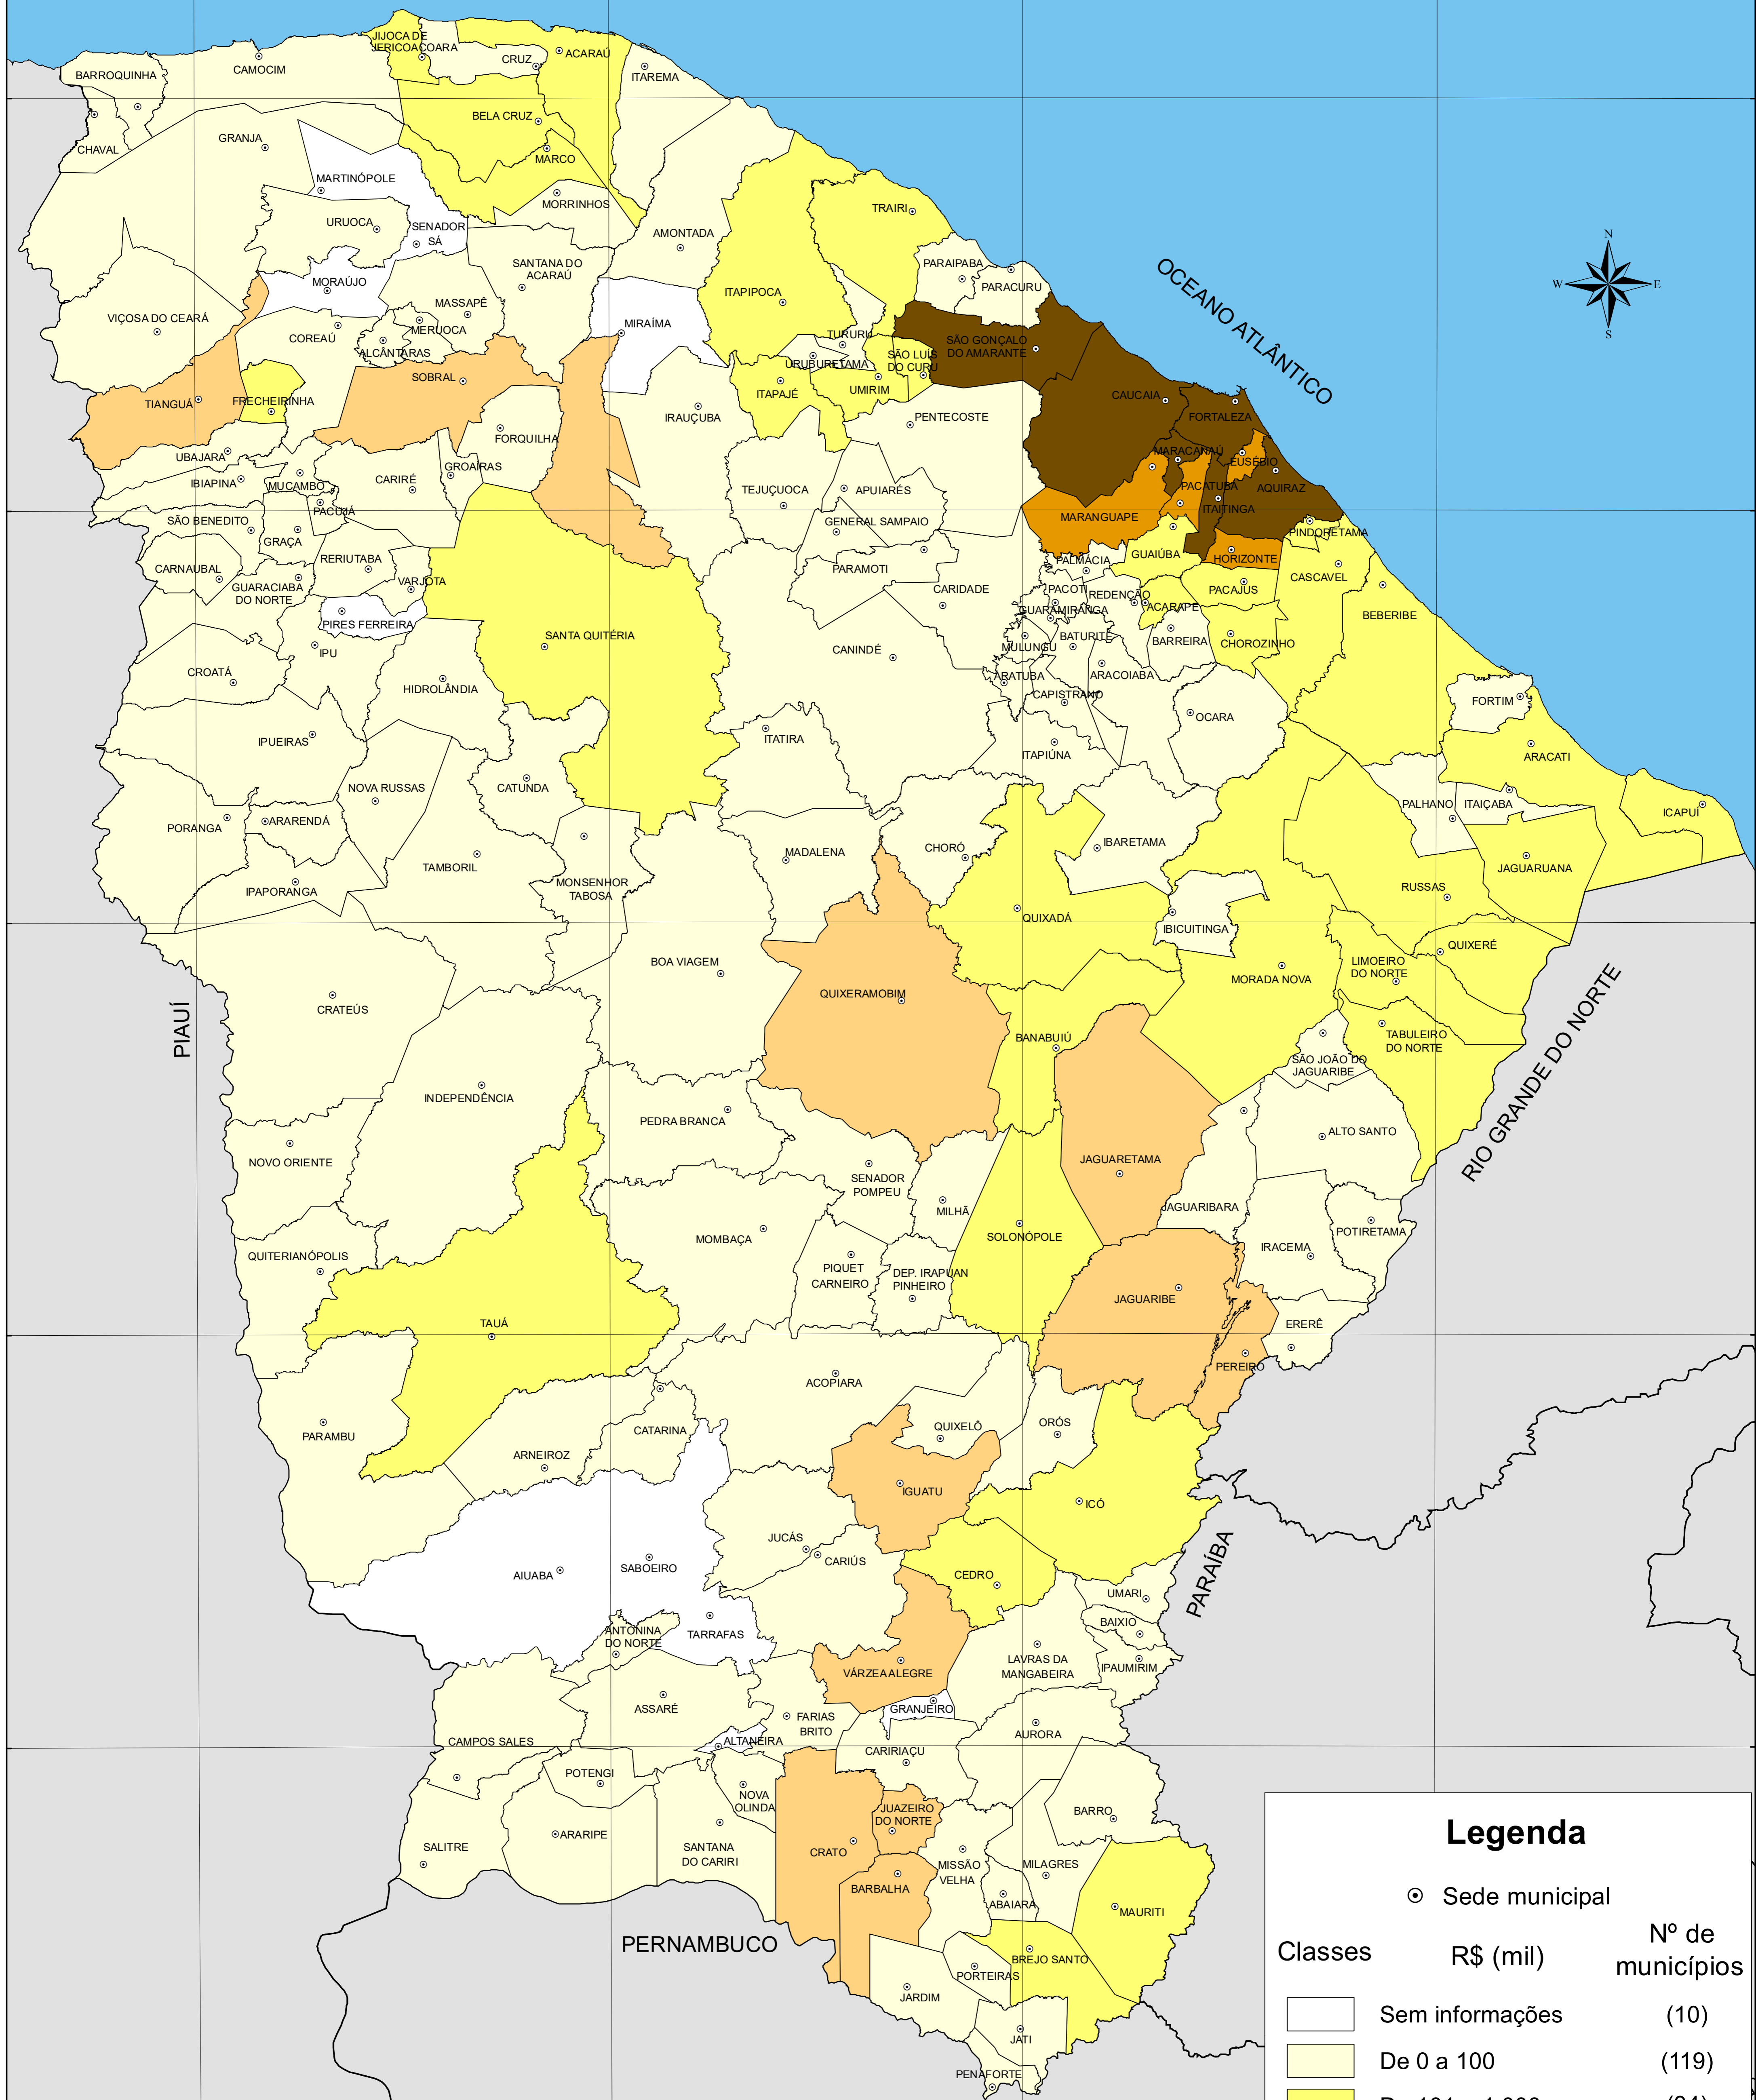 JIJOCA DE
JERICOACOARA
CRUZ
ACARAÚ
BARROQUINHA
CAMOCIM
ITAREMA
BELA CRUZ
GRANJA
CHAVAL
MARCO
MARTINÓPOLE
MORRINHOS
TRAIRI
URUOCA
SENADOR
SÁ
AMONTADA
N
PARAIPABA
SANTANA DO
ACARAÚ
OCEANO ATLÂNTICO
W
E
MORAÚJO
PARACURU
ITAPIPOCA
MASSAPÊ
VIÇOSA DO CEARÁ
MIRAÍMA
MERUOCA
S
TURURU
COREAÚ
SÃO GONÇALO
DO AMARANTE
ALCÂNTARAS
SÃO LUÍS
DO CURU
URUBURETAMA
SOBRAL
UMIRIM
ITAPAJÉ
CAUCAIA
FRECHEIRINHA
TIANGUÁ
IRAUÇUBA
PENTECOSTE
FORTALEZA
FORQUILHA
MARACANAÚ
UBAJARA
EUSÉBIO
GROAÍRAS
CARIRÉ
IBIAPINA
MUCAMBO
TEJUÇUOCA
APUIARÉS
PACATUBA
AQUIRAZ
PACUJÁ
ITAITINGA
MARANGUAPE
SÃO BENEDITO
GENERAL SAMPAIO
PINDORETAMA
GRAÇA
RERIUTABA
GUAIÚBA
HORIZONTE
PALMÁCIA
CARNAUBAL
PARAMOTI
VARJOTA
CASCAVEL
GUARACIABA
DO NORTE
CARIDADE
PACOTI
PACAJUS
REDENÇÃO
ACARAPE
GUARAMIRANGA
BEBERIBE
PIRES FERREIRA
SANTA QUITÉRIA
BATURITÉ
BARREIRA
CHOROZINHO
IPU
CANINDÉ
MULUNGU
CROATÁ
ARATUBA
ARACOIABA
HIDROLÂNDIA
CAPISTRANO
FORTIM
OCARA
IPUEIRAS
ITATIRA
ITAPIÚNA
ARACATI
NOVA RUSSAS
CATUNDA
PALHANO
ITAIÇABA
ICAPUÍ
PORANGA
ARARENDÁ
IBARETAMA
CHORÓ
MADALENA
TAMBORIL
JAGUARUANA
MONSENHOR
TABOSA
IPAPORANGA
RUSSAS
QUIXADÁ
IBICUITINGA
QUIXERÉ
BOA VIAGEM
LIMOEIRO
DO NORTE
MORADA NOVA
QUIXERAMOBIM
CRATEÚS
PIAUÍ
BANABUIÚ
TABULEIRO
DO NORTE
SÃO JOÃO DO
JAGUARIBE
RIO GRANDE DO NORTE
INDEPENDÊNCIA
PEDRA BRANCA
ALTO SANTO
NOVO ORIENTE
JAGUARETAMA
SENADOR
POMPEU
MILHÃ
JAGUARIBARA
POTIRETAMA
SOLONÓPOLE
MOMBAÇA
IRACEMA
QUITERIANÓPOLIS
PIQUET
CARNEIRO
DEP. IRAPUAN
PINHEIRO
JAGUARIBE
TAUÁ
ERERÊ
PEREIRO
ACOPIARA
ORÓS
QUIXELÔ
CATARINA
PARAMBU
ARNEIROZ
IGUATU
ICÓ
JUCÁS
CARIÚS
SABOEIRO
AIUABA
CEDRO
PARAÍBA
UMARI
ANTONINA
DO NORTE
TARRAFAS
BAIXIO
LAVRAS DA
MANGABEIRA
IPAUMIRIM
VÁRZEA ALEGRE
ASSARÉ
GRANJEIRO
FARIAS
BRITO
AURORA
CAMPOS SALES
ALTANEIRA
CARIRIAÇU
POTENGI
NOVA
OLINDA
JUAZEIRO
DO NORTE
BARRO
ARARIPE
SALITRE
SANTANA
DO CARIRI
CRATO
MISSÃO
VELHA
MILAGRES
BARBALHA
ABAIARA
MAURITI
PERNAMBUCO
BREJO SANTO
PORTEIRAS
JARDIM
JATI
PENAFORTE
Legenda
Sede municipal
Classes
R$ (mil)
Nº de
municípios
Sem informações
(10)
De 0 a 100
(119)